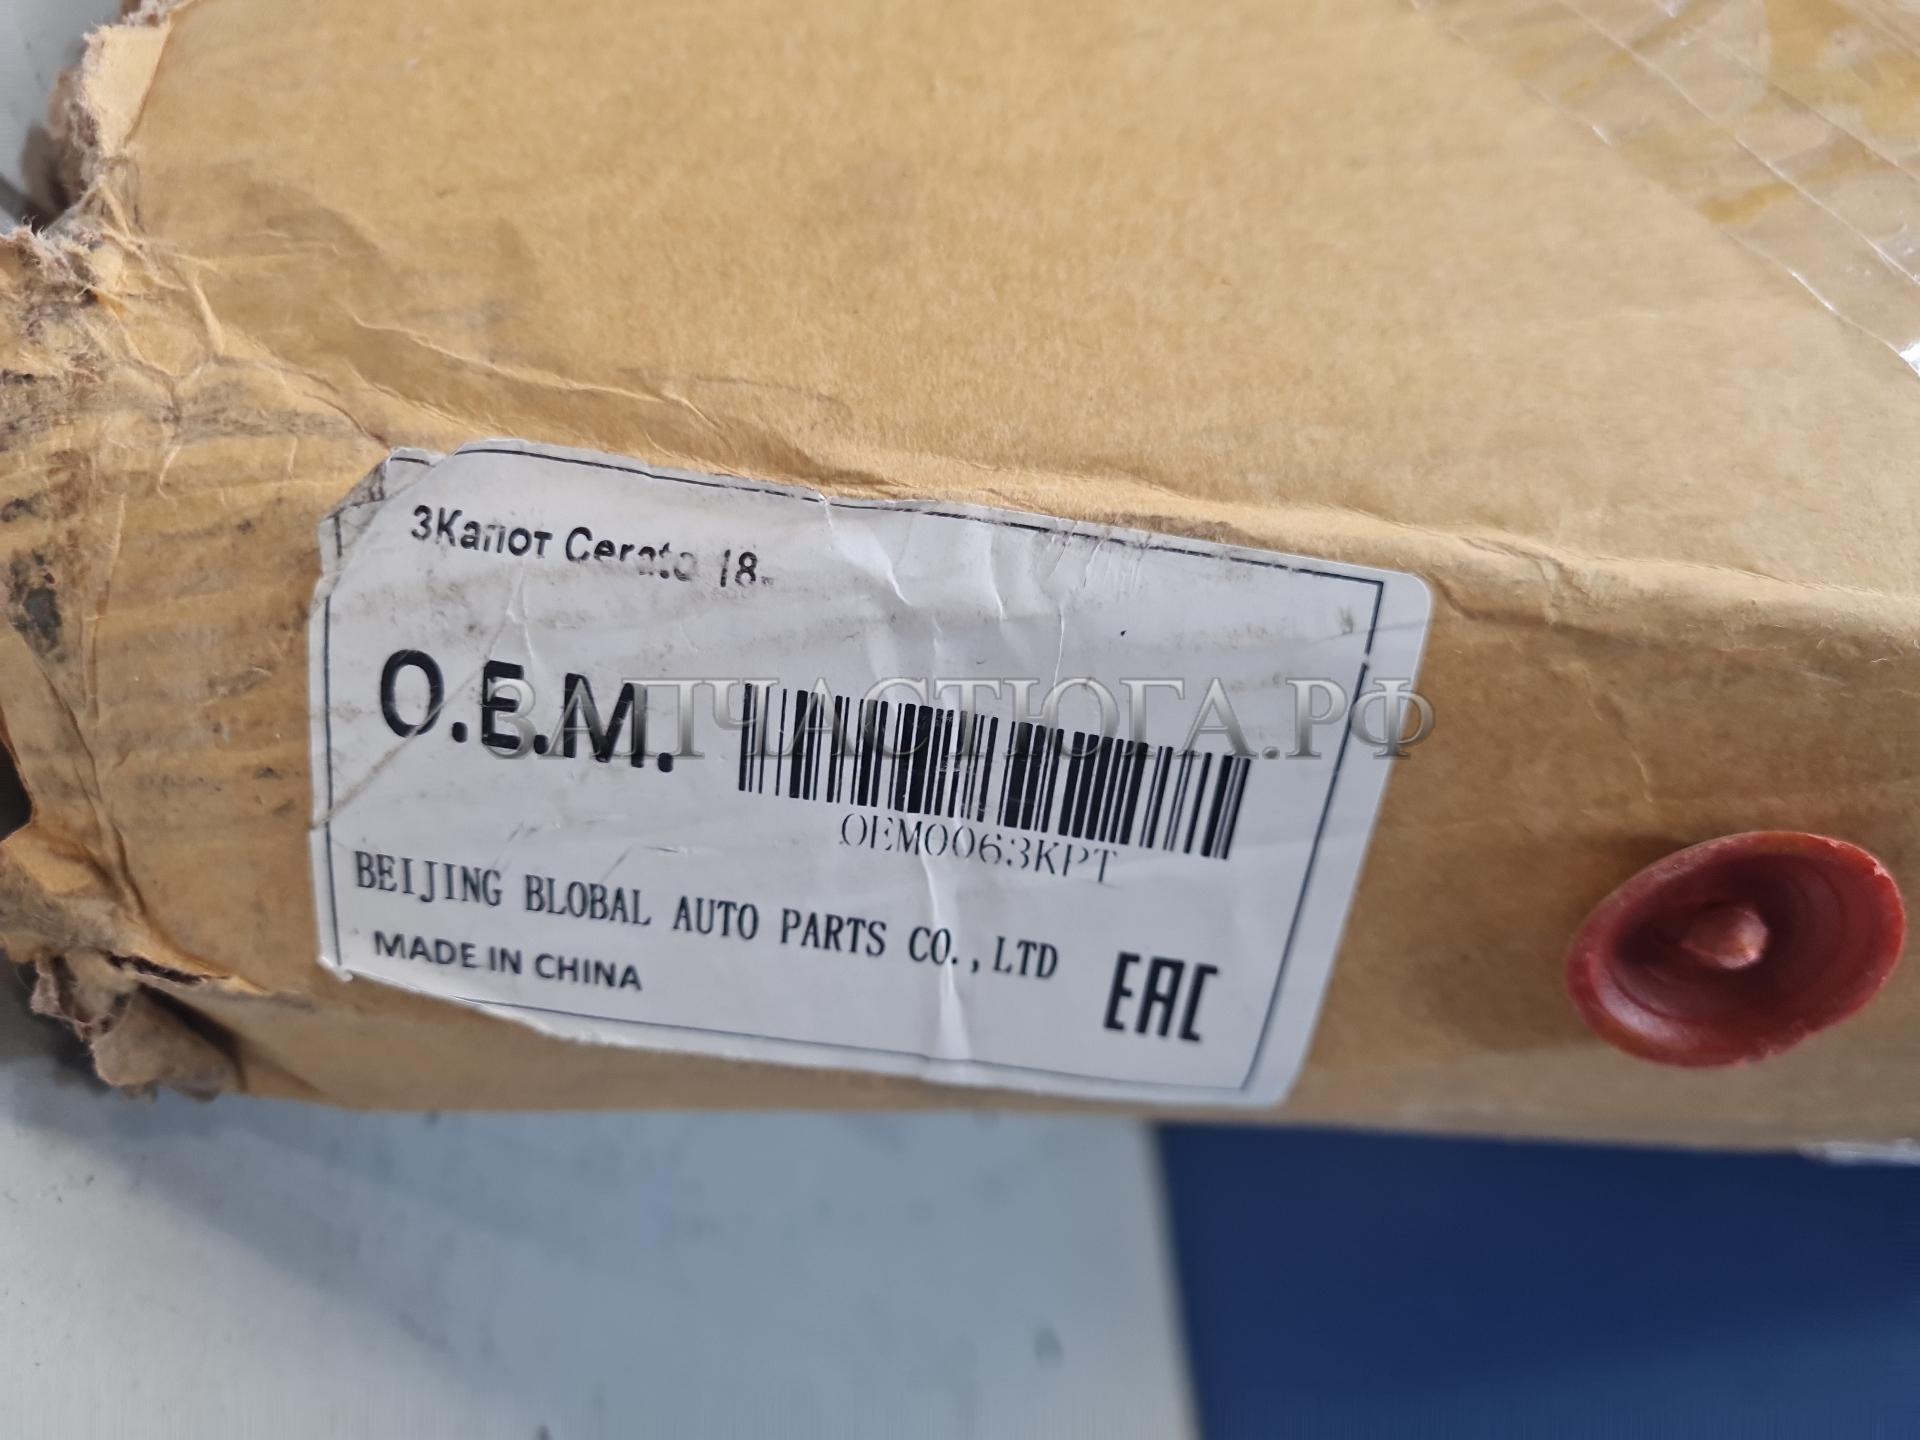 3Капот Cerato 18-
O.E.M.
ЗАПЧАСТЮГА.РФ
OEM0063KPT
BEIJING BLOBAL AUTO PARTS CO.,LTD
MADE IN CHINA
EAC